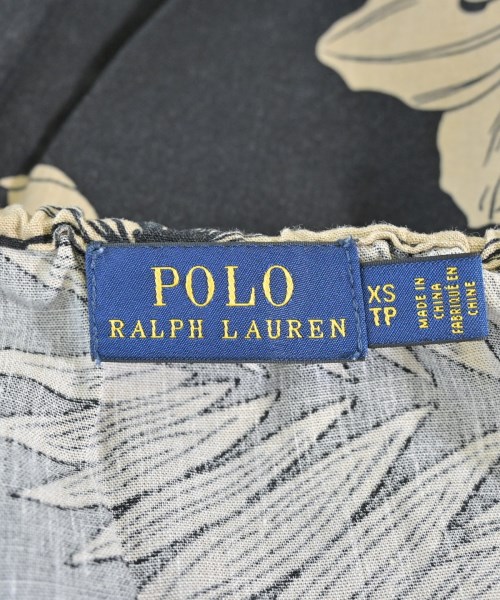 POLO
RALPH LAUREN
XS
TP
MADE IN
CHINA
FABRIQUÉ EN
CHINE